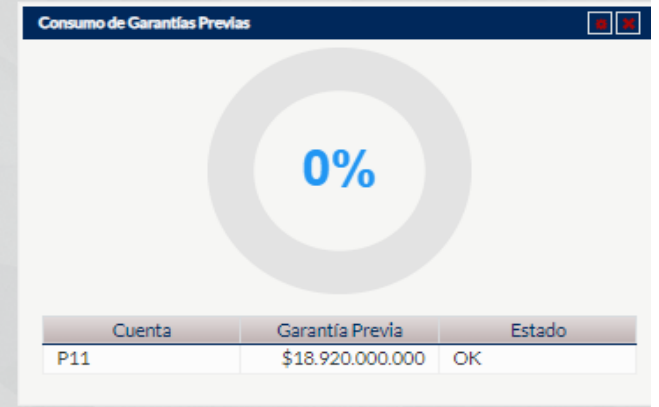 Consumo de Garantías Previas
0%
Cuenta Garantía Previa Estado
P11 $18.920.000.000 OK